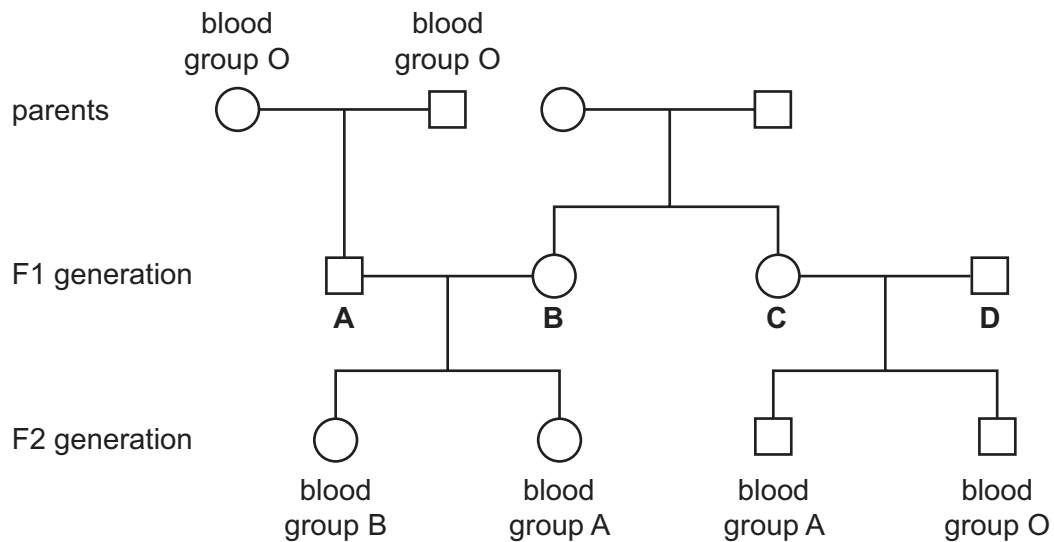 blood
group O
blood
group O
parents
F1 generation
A
B
C
D
F2 generation
blood
group B
blood
group A
blood
group A
blood
group O